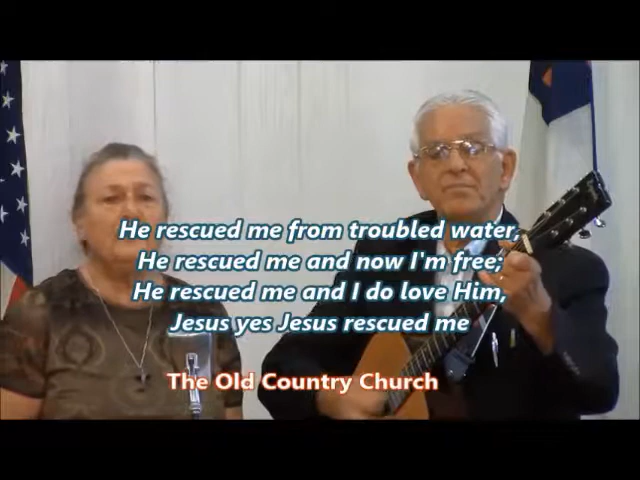 He rescued me from troubled water,
He rescued me and now I'm free;
He rescued me and I do love Him,
Jesus yes Jesus rescued me
The Old Country Church